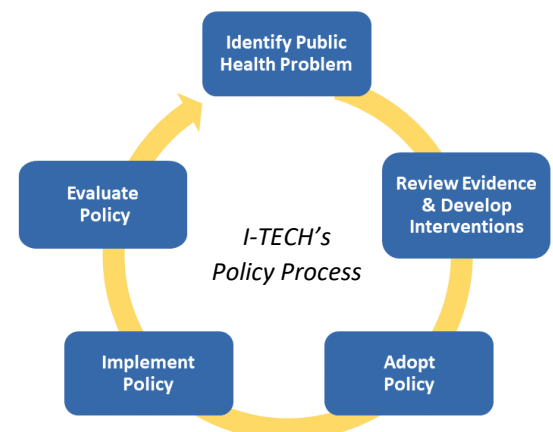 Identify Public
Health Problem
Review Evidence
& Develop
Interventions
Adopt
Policy
Implement
Policy
Evaluate
Policy
I-TECH’s
Policy Process